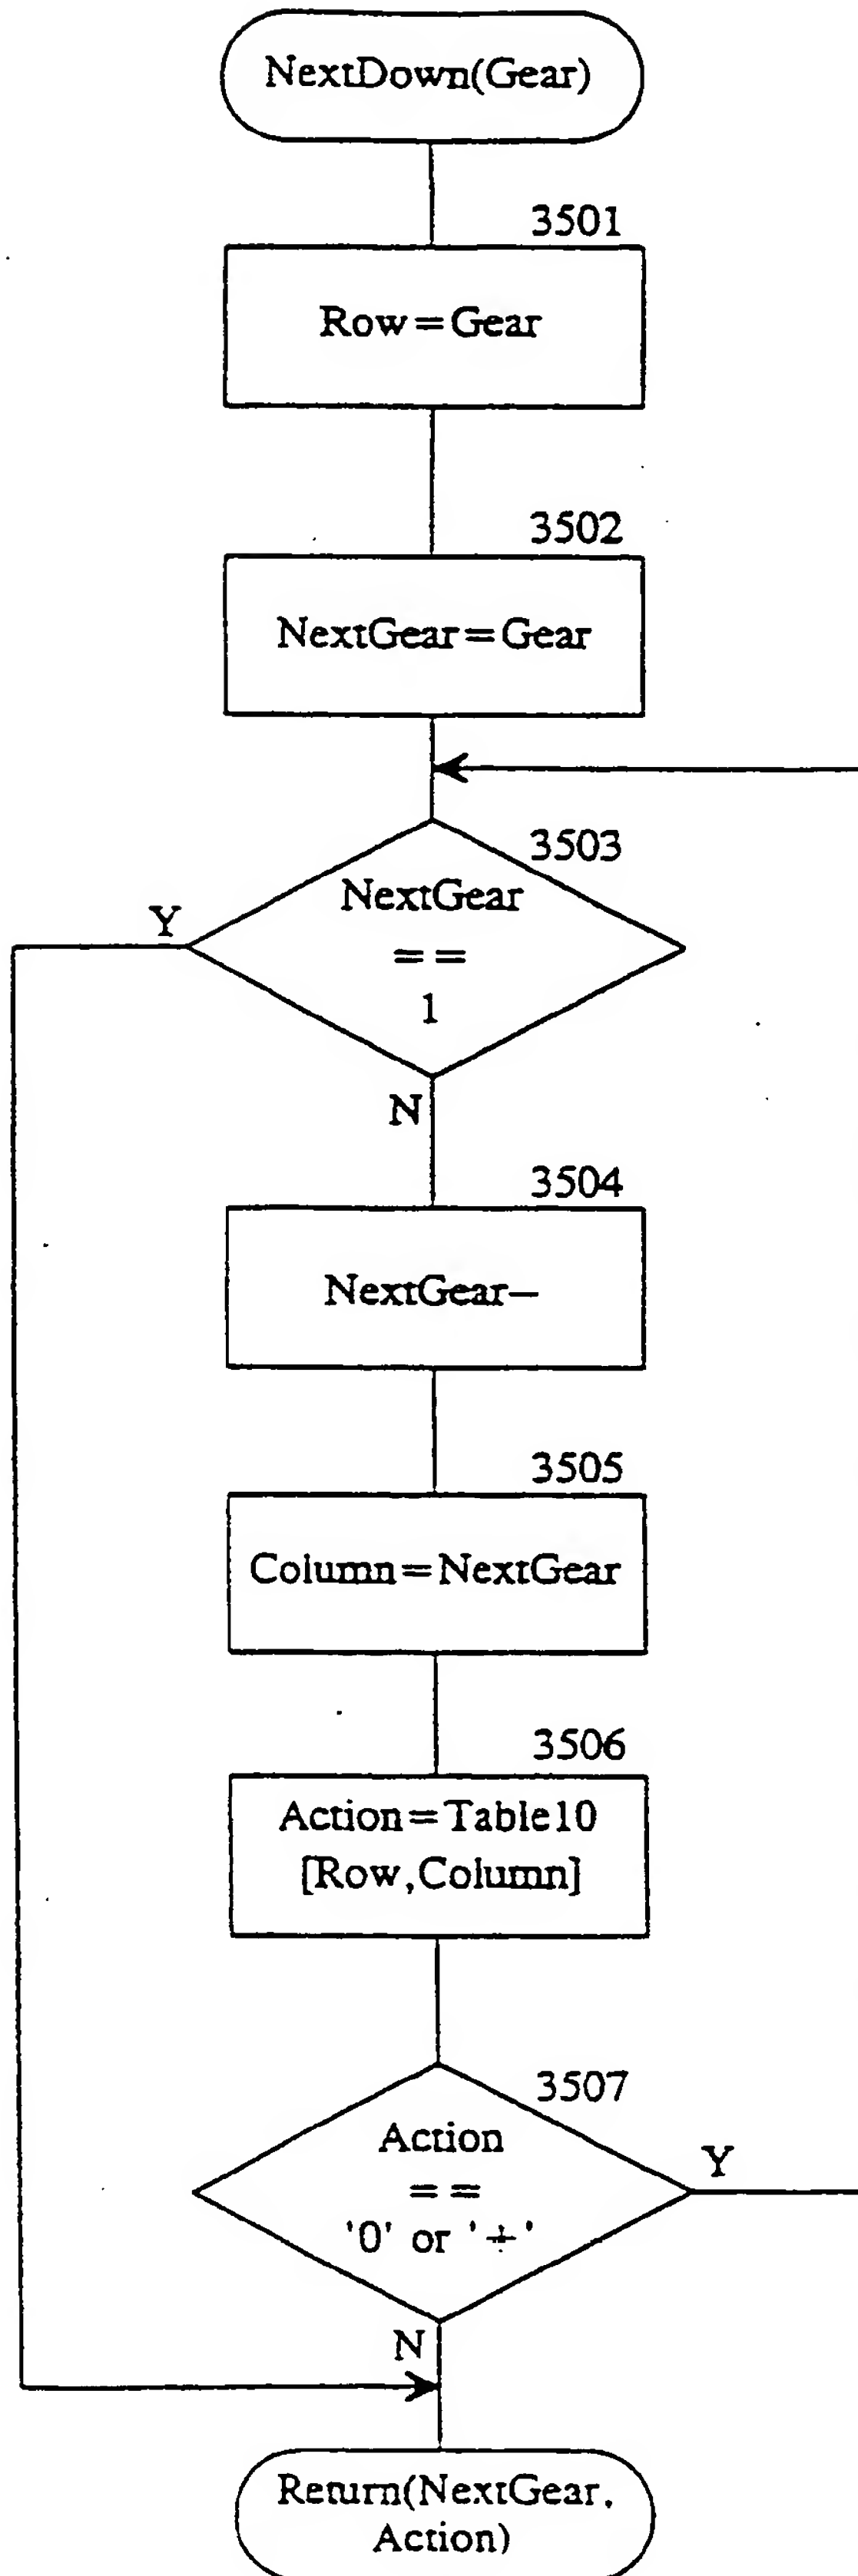 NextDown(Gear)
3501
Row=Gear
3502
NextGear=Gear
3503
NextGear
==
1
Y
N
3504
NextGear–
3505
Column=NextGear
3506
Action=Table10
[Row,Column]
3507
Action
==
'0' or '+'
Y
N
Return(NextGear,
Action)